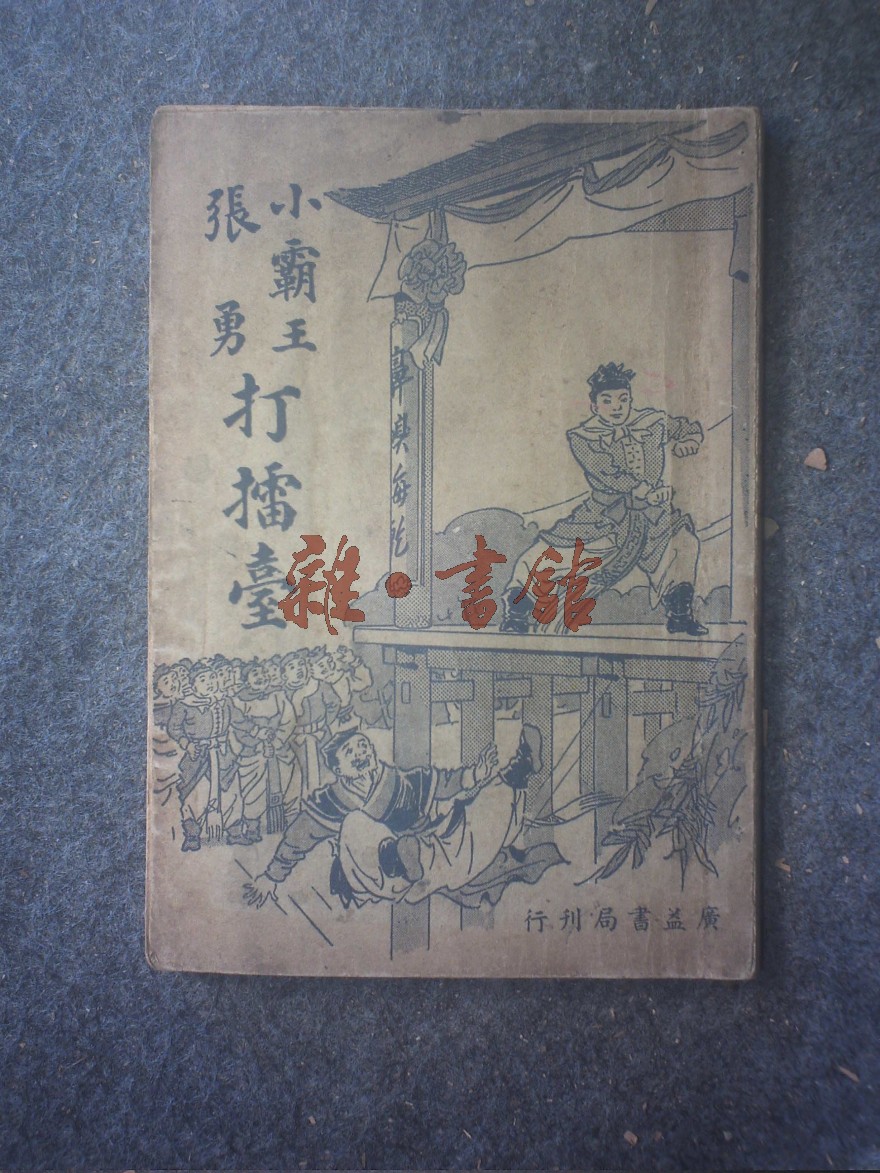 小霸王
張勇
打擂臺
雜·書館
廣益書局刊行